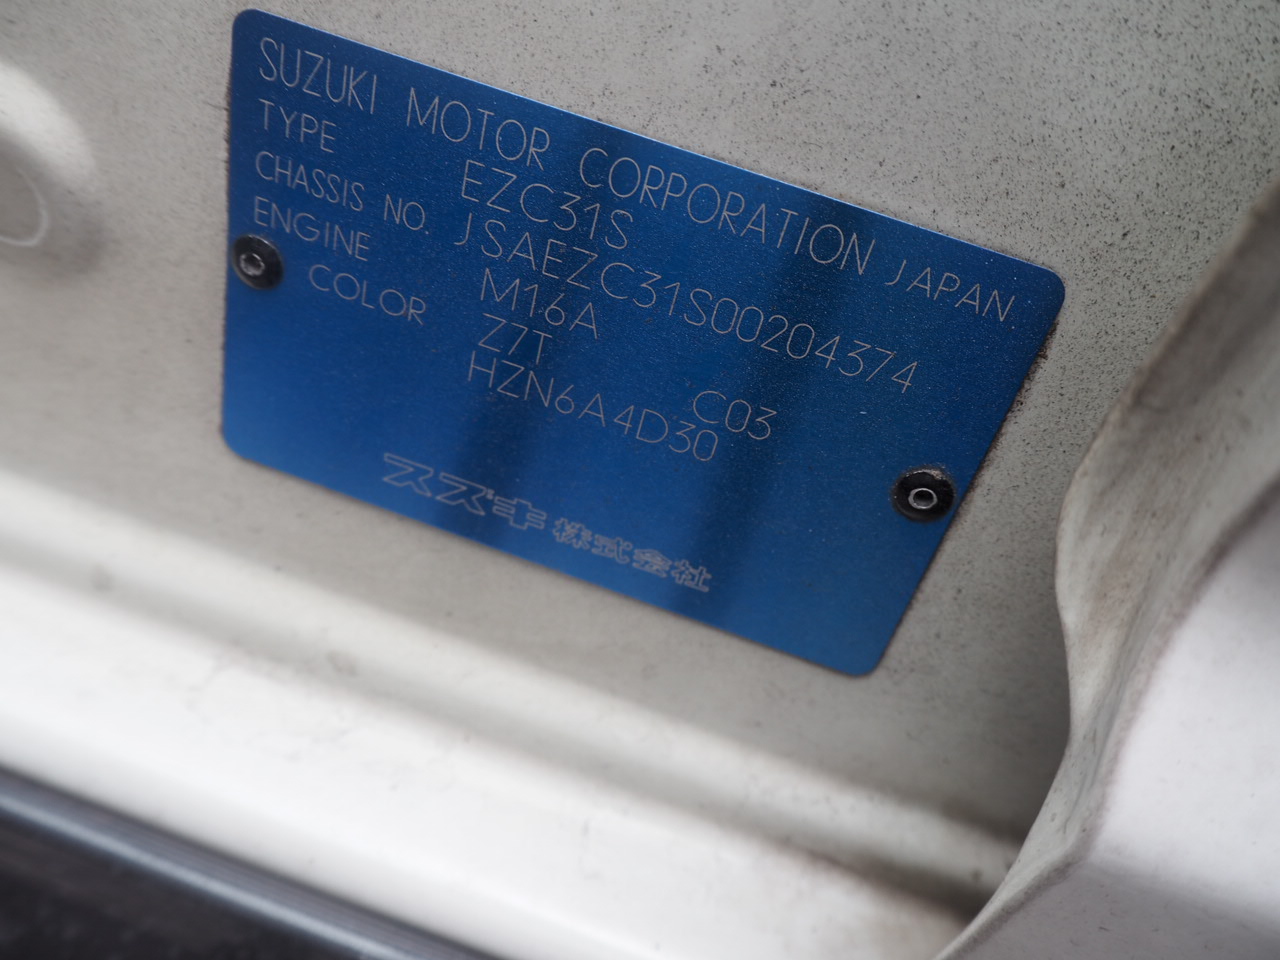 SUZUKI MOTOR CORPORATION JAPAN
TYPE EZC31S
CHASSIS NO. JSAEZC31S00204374
ENGINE M16A
COLOR Z7T C03
HZN6A4D30
スズキ株式会社